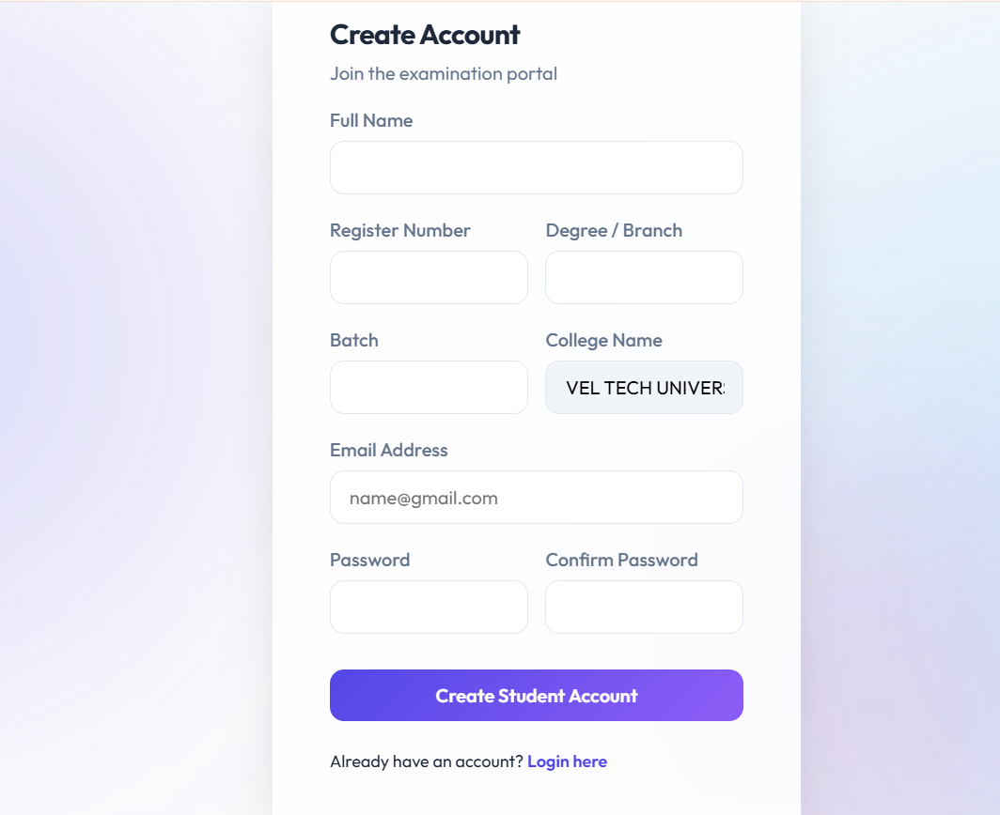 Create Account
Join the examination portal
Full Name
Register Number
Degree / Branch
Batch
College Name
VEL TECH UNIVER
Email Address
name@gmail.com
Password
Confirm Password
Create Student Account
Already have an account? Login here